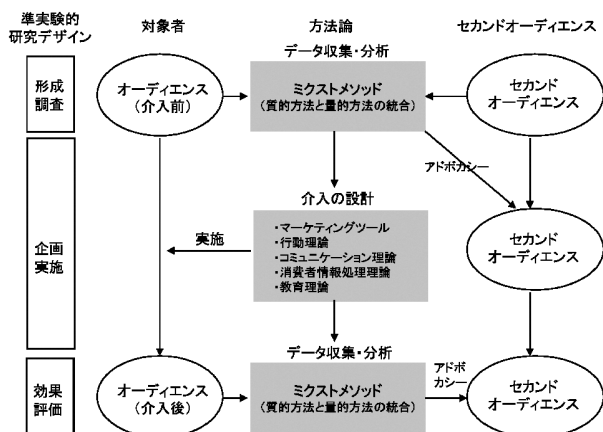 準実験的
研究デザイン
対象者
方法論
セカンドオーディエンス
データ収集・分析
形成
調査
オーディエンス
（介入前）
ミクストメソッド
（質的方法と量的方法の統合）
セカンド
オーディエンス
アドボカシー
介入の設計
企画
実施
実施
・マーケティングツール
・行動理論
・コミュニケーション理論
・消費者情報処理理論
・教育理論
セカンド
オーディエンス
データ収集・分析
効果
評価
オーディエンス
（介入後）
ミクストメソッド
（質的方法と量的方法の統合）
アドボ
カシー
セカンド
オーディエンス